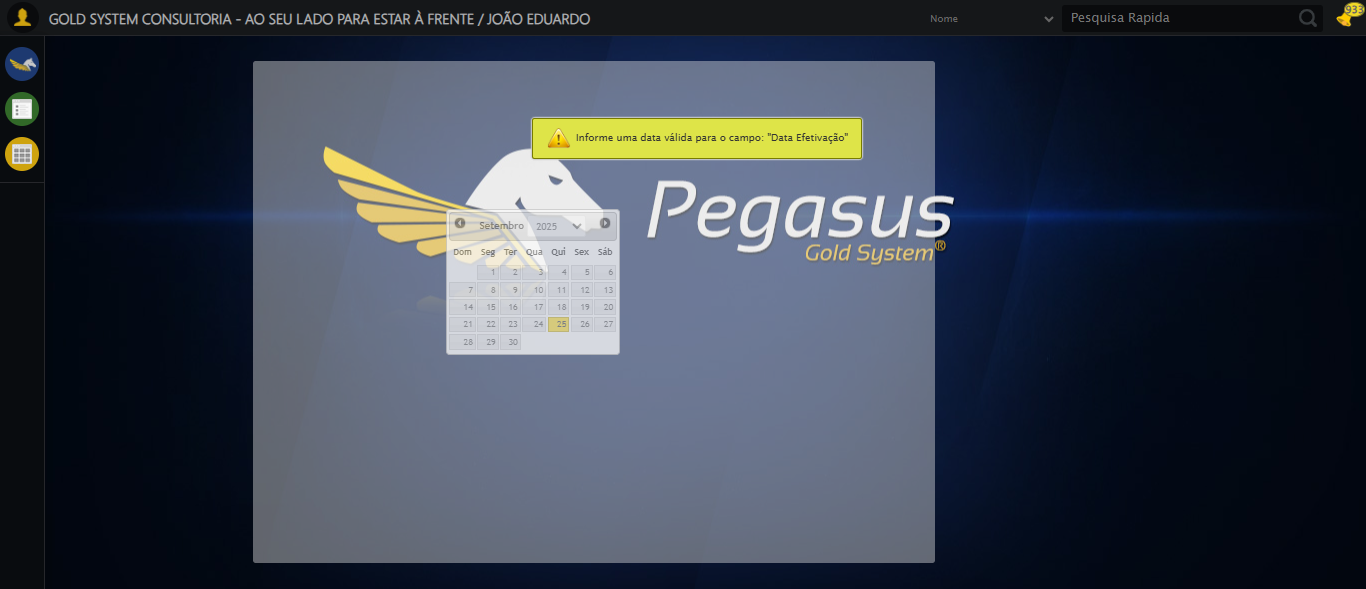 GOLD SYSTEM CONSULTORIA - AO SEU LADO PARA ESTAR À FRENTE / JOÃO EDUARDO
Nome
Pesquisa Rapida
933
Informe uma data válida para o campo: "Data Efetivação"
Pegasus
Gold System®
Setembro 2025
Dom Seg Ter Qua Qui Sex Sáb
1 2 3 4 5 6
7 8 9 10 11 12 13
14 15 16 17 18 19 20
21 22 23 24 25 26 27
28 29 30